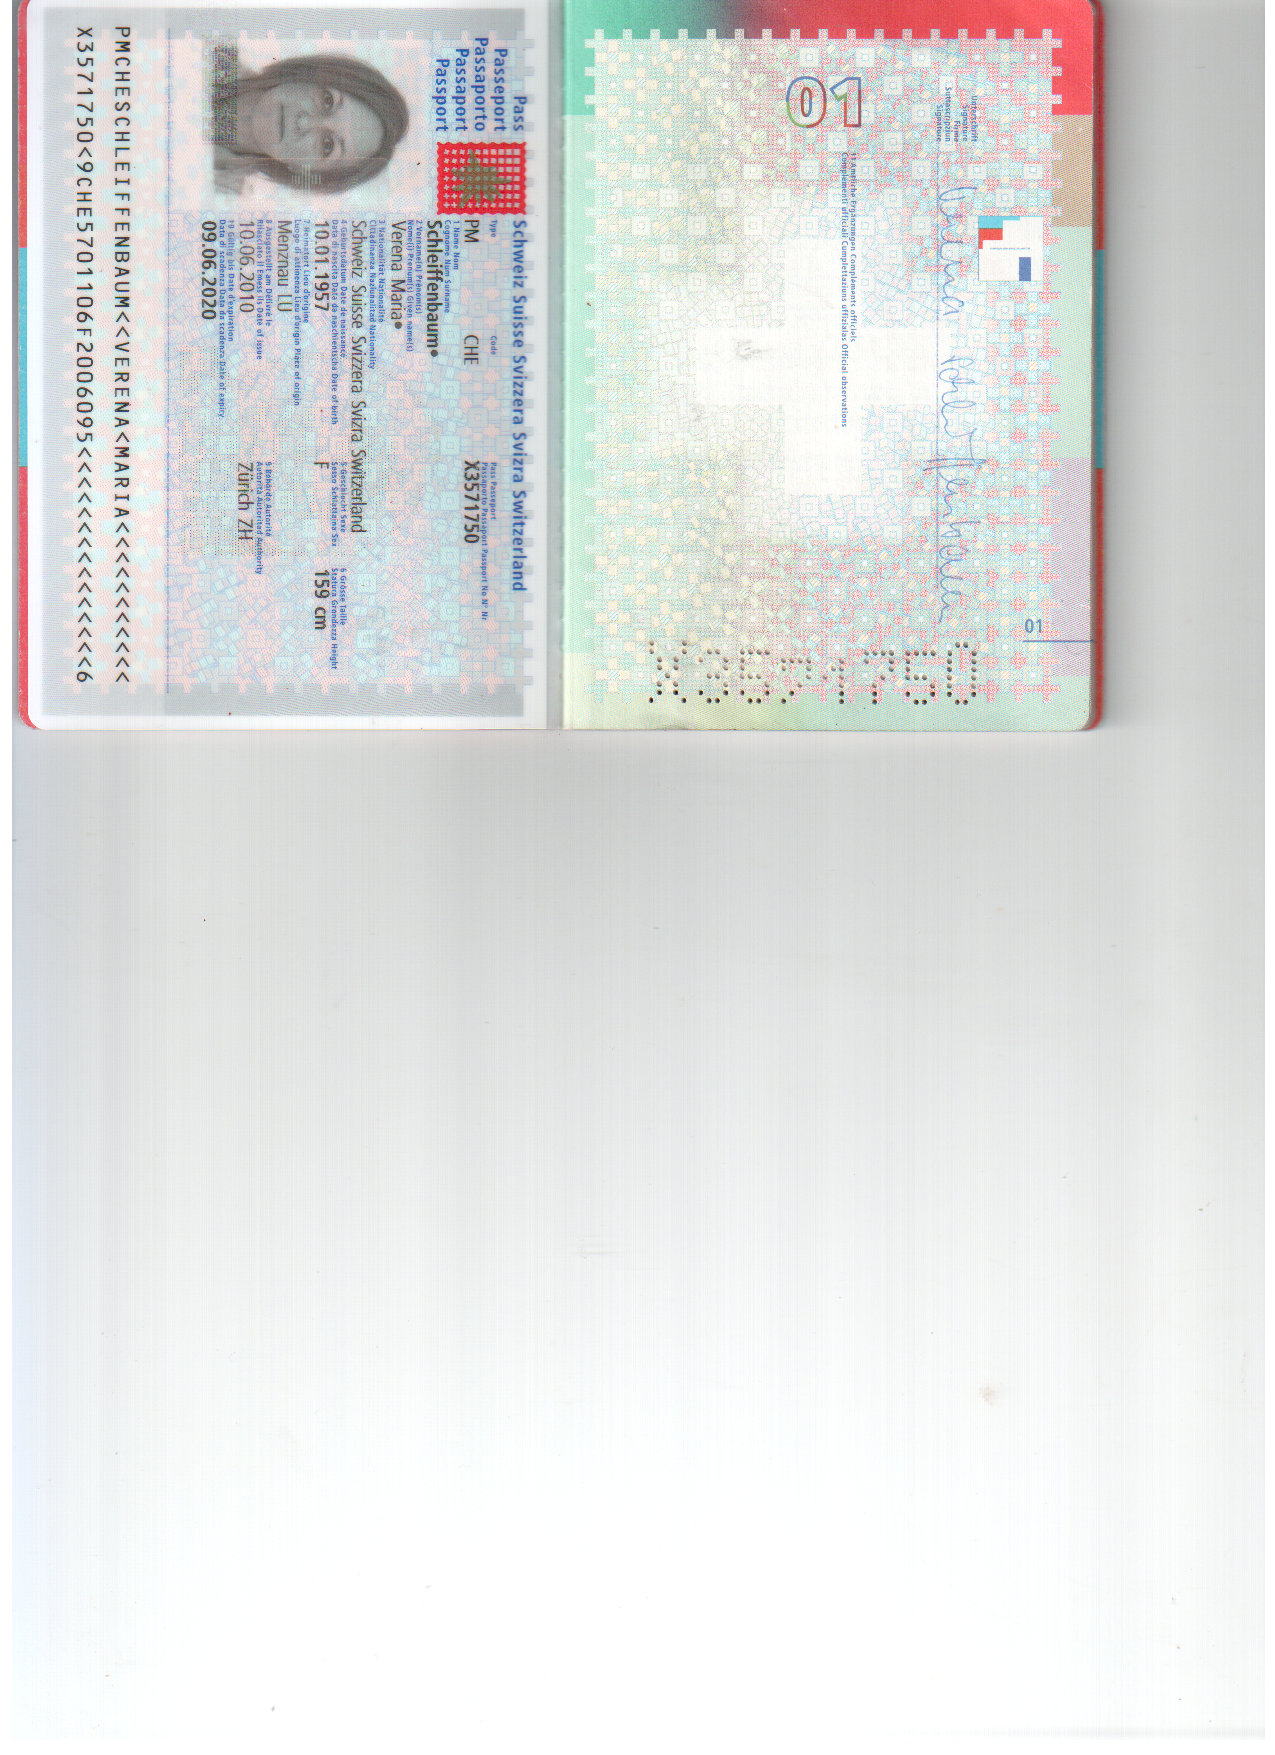 Pass
Passeport
Passaporto
Passaport
Passport
Schweiz Suisse Svizzera Svizra Switzerland
Type
Code
Pass Passeport
Passaporto Passaport Passport No N° Nr
PM
CHE
X3571750
1 Name Nom
Cognome Num Surname
Schleiffenbaum•
2 Vorname(n) Prénom(s)
Nome(i) Prenum(s) Given name(s)
Verena Maria•
3 Nationalität Nationalité
Cittadinanza Naziunalitad Nationality
Schweiz Suisse Svizzera Svizra Switzerland
4 Geburtsdatum Date de naissance
Data di nascita Data da naschientscha Date of birth
5 Geschlecht Sexe
Sesso Schlattaina Sex
6 Grösse Taille
Statura Grondezza Height
10.01.1957
F
159 cm
7 Heimatort Lieu d'origine
Luogo di attinenza Lieu d'origin Place of origin
Menznau LU
8 Ausgestellt am Délivré le
Rilasciato il Emess ils Date of issue
9 Behörde Autorité
Autorità Autoritad Authority
10.06.2010
Zürich ZH
10 Gültig bis Date d'expiration
Data di scadenza Data da scadenza Date of expiry
09.06.2020
PMCHESCHLEIFFENBAUM<<VERENA<MARIA<<<<<<<<<<<
X3571750<9CHE5701106F2006095<<<<<<<<<<<<<<<6
Unterschrift
Signature
Firma
Suttascripziun
Signature
Verena Schleiffenbaum
01
11 Amtliche Ergänzungen Compléments officiels
Complementi ufficiali Cumplettaziuns uffizialas Official observations
01
X3571750